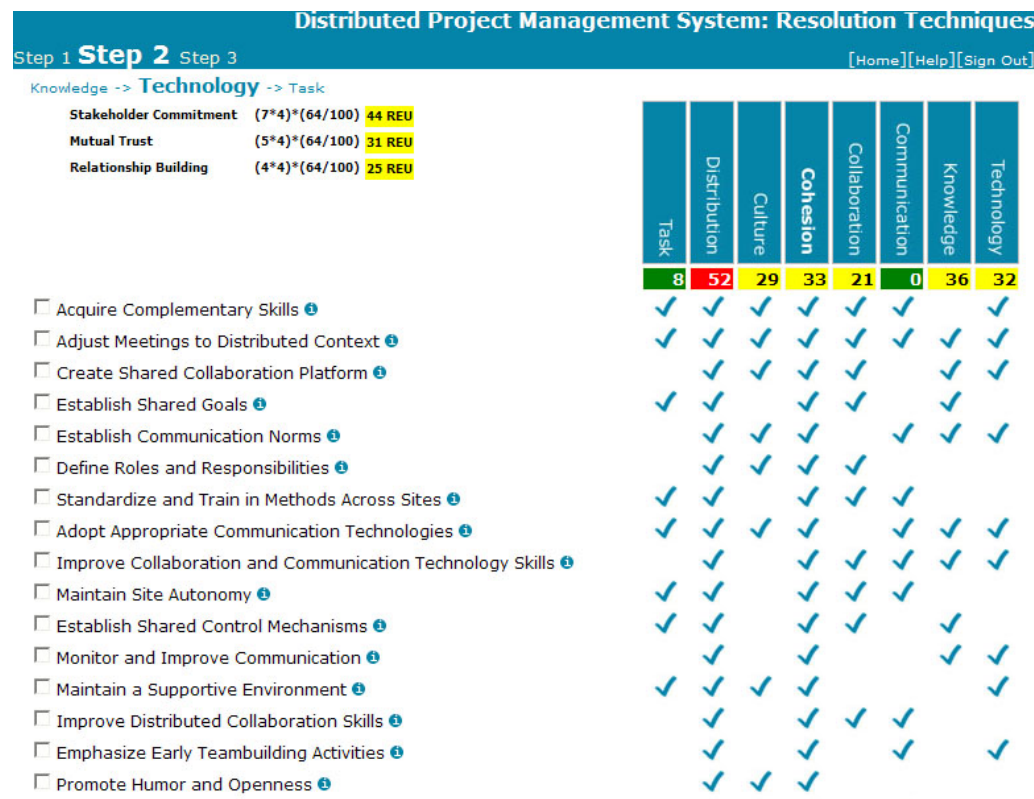 Distributed Project Management System: Resolution Techniques
Step 1 Step 2 Step 3
[Home][Help][Sign Out]
Knowledge -> Technology -> Task
Stakeholder Commitment (7*4)*(64/100) 44 REU
Mutual Trust (5*4)*(64/100) 31 REU
Relationship Building (4*4)*(64/100) 25 REU
Task
Distribution
Culture
Cohesion
Collaboration
Communication
Knowledge
Technology
8 52 29 33 21 0 36 32
Acquire Complementary Skills
Adjust Meetings to Distributed Context
Create Shared Collaboration Platform
Establish Shared Goals
Establish Communication Norms
Define Roles and Responsibilities
Standardize and Train in Methods Across Sites
Adopt Appropriate Communication Technologies
Improve Collaboration and Communication Technology Skills
Maintain Site Autonomy
Establish Shared Control Mechanisms
Monitor and Improve Communication
Maintain a Supportive Environment
Improve Distributed Collaboration Skills
Emphasize Early Teambuilding Activities
Promote Humor and Openness